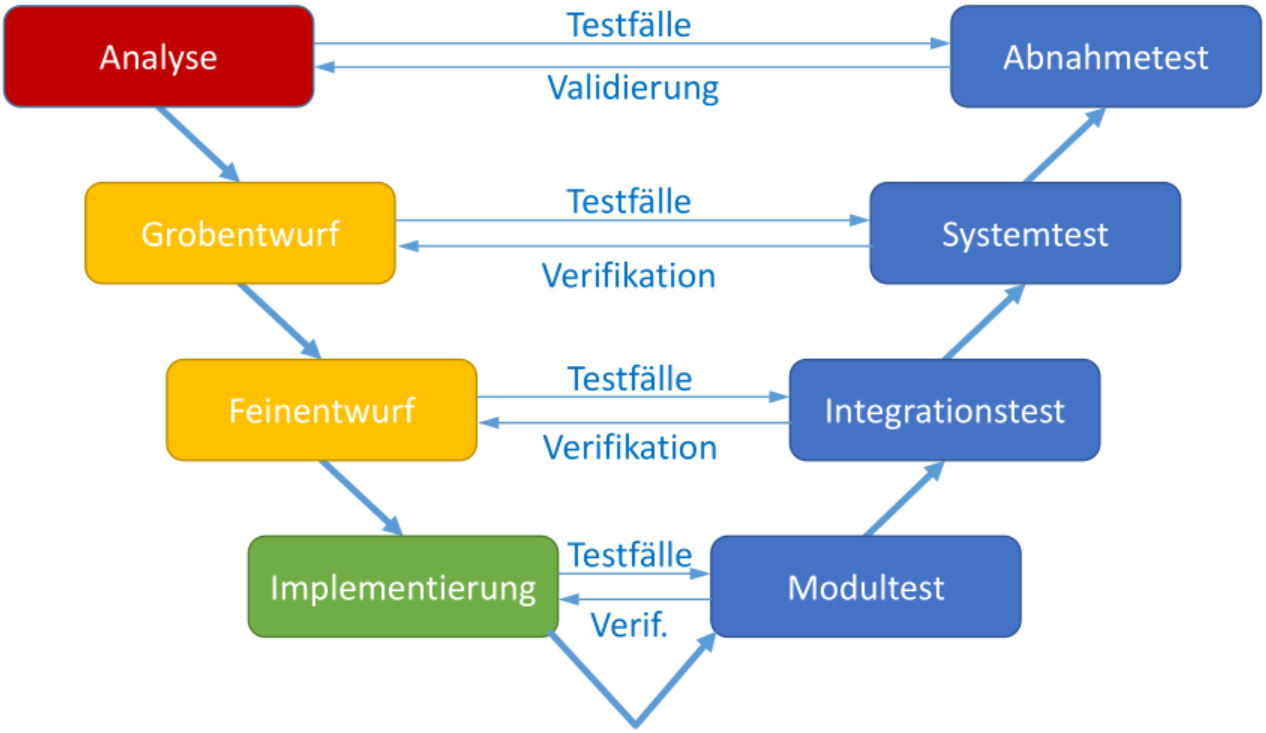 Analyse
Testfälle
Validierung
Abnahmetest
Grobentwurf
Testfälle
Verifikation
Systemtest
Feinentwurf
Testfälle
Verifikation
Integrationstest
Implementierung
Testfälle
Verif.
Modultest